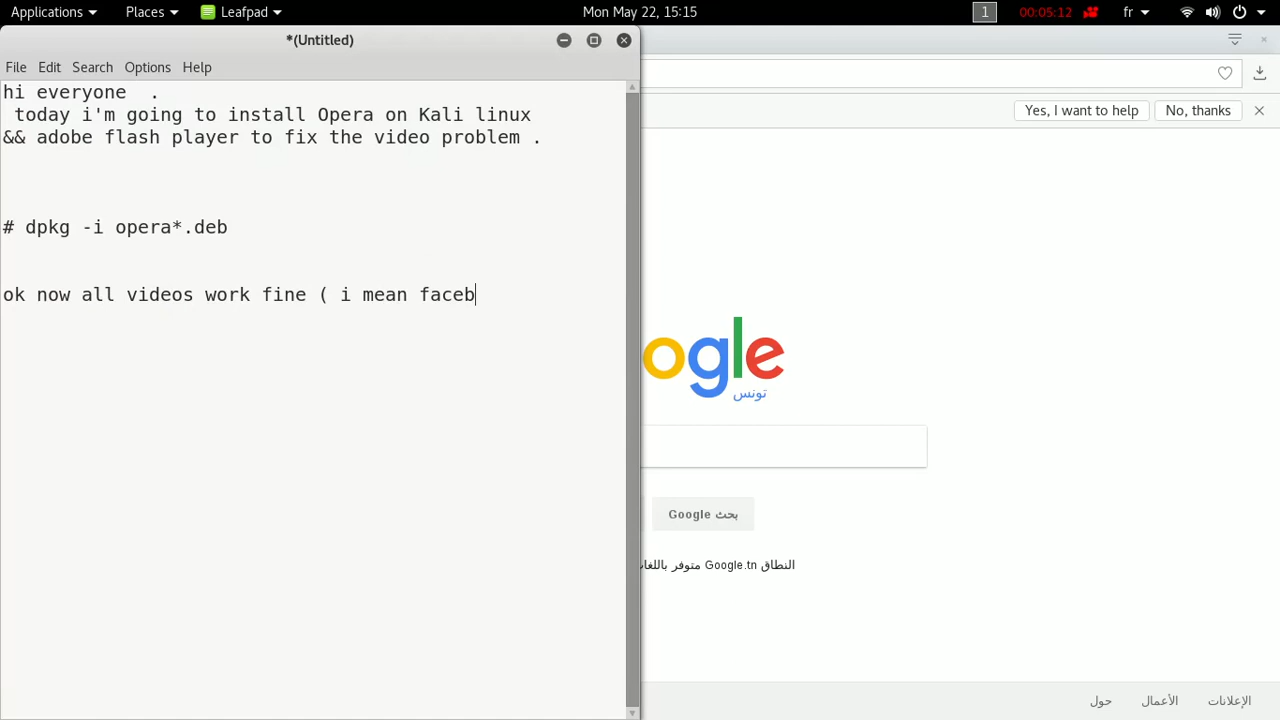 Applications Places Leafpad Mon May 22, 15:15 1 00:05:12 fr
*(Untitled)
File Edit Search Options Help
hi everyone .
today i'm going to install Opera on Kali linux
&& adobe flash player to fix the video problem .
# dpkg -i opera*.deb
ok now all videos work fine ( i mean faceb
Yes, I want to help No, thanks
ogle
تونس
بحث Google
النطاق Google.tn متوفر
الإعلانات الأعمال حول